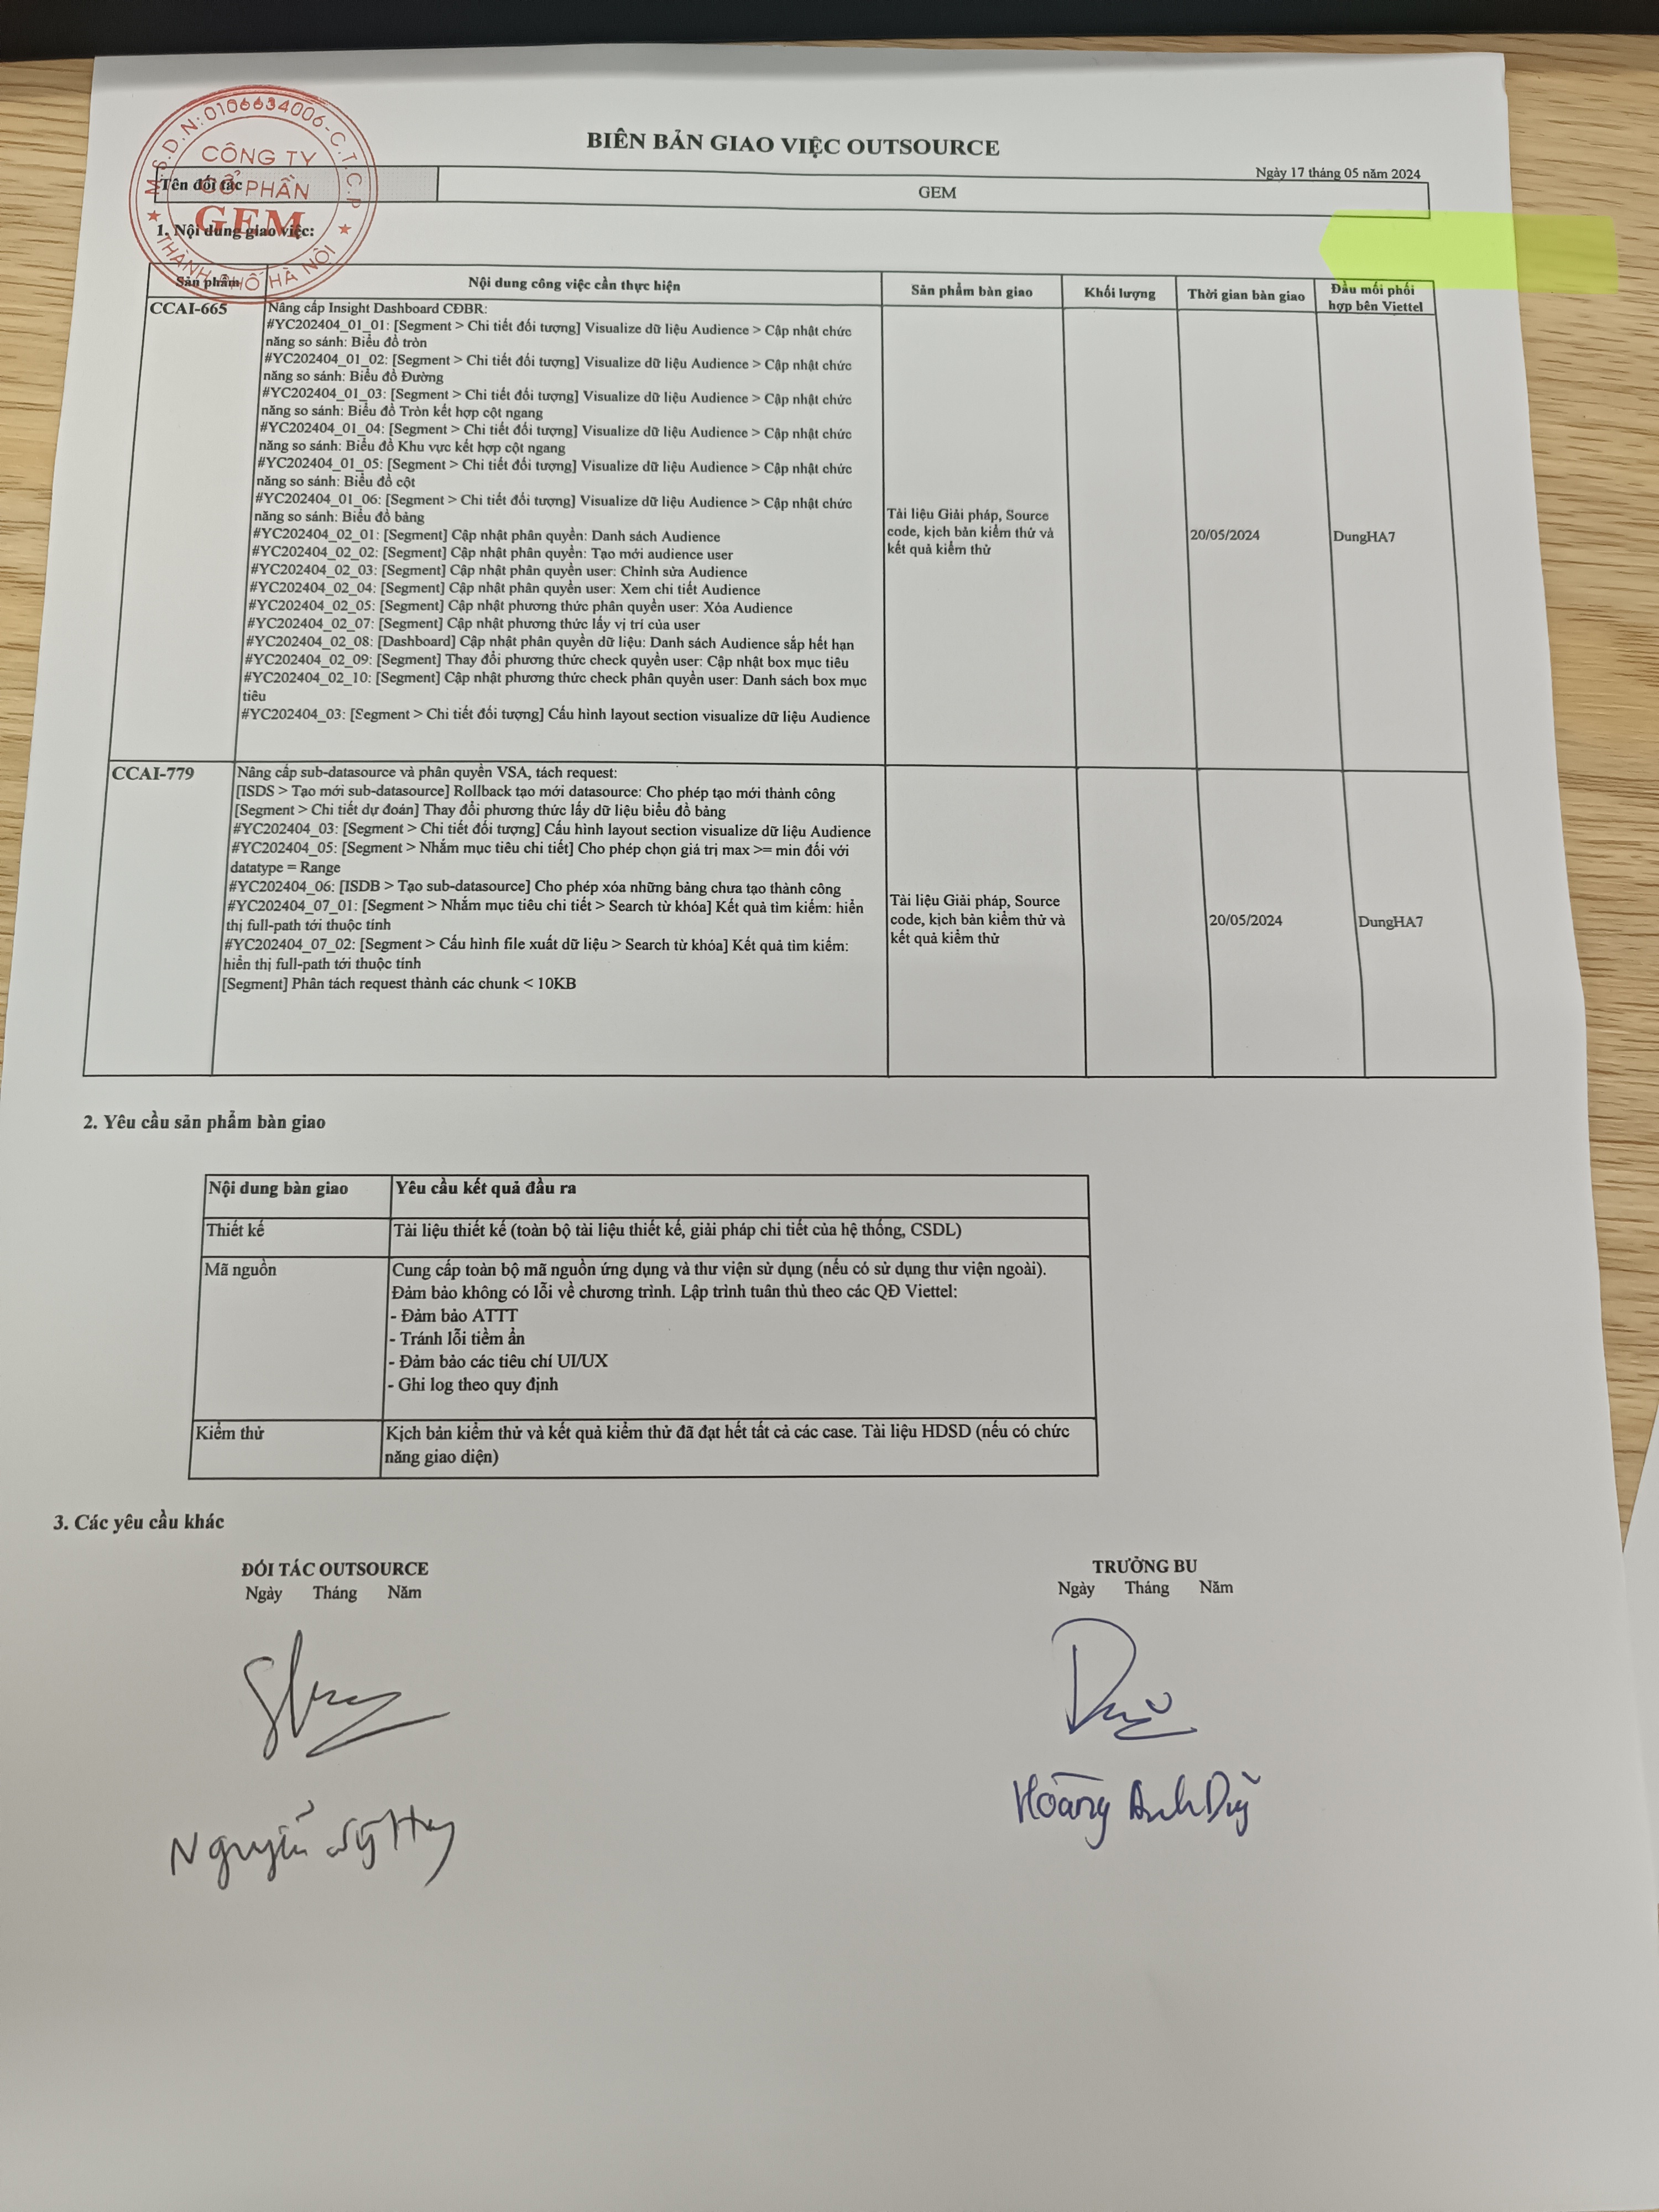 M.S.D.N:0106634006-C.T.C.P
CÔNG TY
CỔ PHẦN
GEM
THÀNH PHỐ HÀ NỘI
BIÊN BẢN GIAO VIỆC OUTSOURCE
Ngày 17 tháng 05 năm 2024
Tên đối tác
GEM
1. Nội dung giao việc:
Sản phẩm
Nội dung công việc cần thực hiện
Sản phẩm bàn giao
Khối lượng
Thời gian bàn giao
Đầu mối phối
hợp bên Viettel
CCAI-665
Nâng cấp Insight Dashboard CĐBR:
#YC202404_01_01: [Segment > Chi tiết đối tượng] Visualize dữ liệu Audience > Cập nhật chức
năng so sánh: Biểu đồ tròn
#YC202404_01_02: [Segment > Chi tiết đối tượng] Visualize dữ liệu Audience > Cập nhật chức
năng so sánh: Biểu đồ Đường
#YC202404_01_03: [Segment > Chi tiết đối tượng] Visualize dữ liệu Audience > Cập nhật chức
năng so sánh: Biểu đồ Tròn kết hợp cột ngang
#YC202404_01_04: [Segment > Chi tiết đối tượng] Visualize dữ liệu Audience > Cập nhật chức
năng so sánh: Biểu đồ Khu vực kết hợp cột ngang
#YC202404_01_05: [Segment > Chi tiết đối tượng] Visualize dữ liệu Audience > Cập nhật chức
năng so sánh: Biểu đồ cột
#YC202404_01_06: [Segment > Chi tiết đối tượng] Visualize dữ liệu Audience > Cập nhật chức
năng so sánh: Biểu đồ bảng
#YC202404_02_01: [Segment] Cập nhật phân quyền: Danh sách Audience
#YC202404_02_02: [Segment] Cập nhật phân quyền: Tạo mới audience user
#YC202404_02_03: [Segment] Cập nhật phân quyền user: Chỉnh sửa Audience
#YC202404_02_04: [Segment] Cập nhật phân quyền user: Xem chi tiết Audience
#YC202404_02_05: [Segment] Cập nhật phương thức phân quyền user: Xóa Audience
#YC202404_02_07: [Segment] Cập nhật phương thức lấy vị trí của user
#YC202404_02_08: [Dashboard] Cập nhật phân quyền dữ liệu: Danh sách Audience sắp hết hạn
#YC202404_02_09: [Segment] Thay đổi phương thức check quyền user: Cập nhật box mục tiêu
#YC202404_02_10: [Segment] Cập nhật phương thức check phân quyền user: Danh sách box mục
tiêu
#YC202404_03: [Segment > Chi tiết đối tượng] Cấu hình layout section visualize dữ liệu Audience
Tài liệu Giải pháp, Source
code, kịch bản kiểm thử và
kết quả kiểm thử
20/05/2024
DungHA7
CCAI-779
Nâng cấp sub-datasource và phân quyền VSA, tách request:
[ISDS > Tạo mới sub-datasource] Rollback tạo mới datasource: Cho phép tạo mới thành công
[Segment > Chi tiết dự đoán] Thay đổi phương thức lấy dữ liệu biểu đồ bảng
#YC202404_03: [Segment > Chi tiết đối tượng] Cấu hình layout section visualize dữ liệu Audience
#YC202404_05: [Segment > Nhắm mục tiêu chi tiết] Cho phép chọn giá trị max >= min đối với
datatype = Range
#YC202404_06: [ISDB > Tạo sub-datasource] Cho phép xóa những bảng chưa tạo thành công
#YC202404_07_01: [Segment > Nhắm mục tiêu chi tiết > Search từ khóa] Kết quả tìm kiếm: hiển
thị full-path tới thuộc tính
#YC202404_07_02: [Segment > Cấu hình file xuất dữ liệu > Search từ khóa] Kết quả tìm kiếm:
hiển thị full-path tới thuộc tính
[Segment] Phân tách request thành các chunk < 10KB
Tài liệu Giải pháp, Source
code, kịch bản kiểm thử và
kết quả kiểm thử
20/05/2024
DungHA7
2. Yêu cầu sản phẩm bàn giao
Nội dung bàn giao
Yêu cầu kết quả đầu ra
Thiết kế
Tài liệu thiết kế (toàn bộ tài liệu thiết kế, giải pháp chi tiết của hệ thống, CSDL)
Mã nguồn
Cung cấp toàn bộ mã nguồn ứng dụng và thư viện sử dụng (nếu có sử dụng thư viện ngoài).
Đảm bảo không có lỗi về chương trình. Lập trình tuân thủ theo các QĐ Viettel:
- Đảm bảo ATTT
- Tránh lỗi tiềm ẩn
- Đảm bảo các tiêu chí UI/UX
- Ghi log theo quy định
Kiểm thử
Kịch bản kiểm thử và kết quả kiểm thử đã đạt hết tất cả các case. Tài liệu HDSD (nếu có chức
năng giao diện)
3. Các yêu cầu khác
ĐỐI TÁC OUTSOURCE
Ngày Tháng Năm
TRƯỞNG BU
Ngày Tháng Năm
Nguyễn Sỹ Huy
Hoàng Anh Dũng